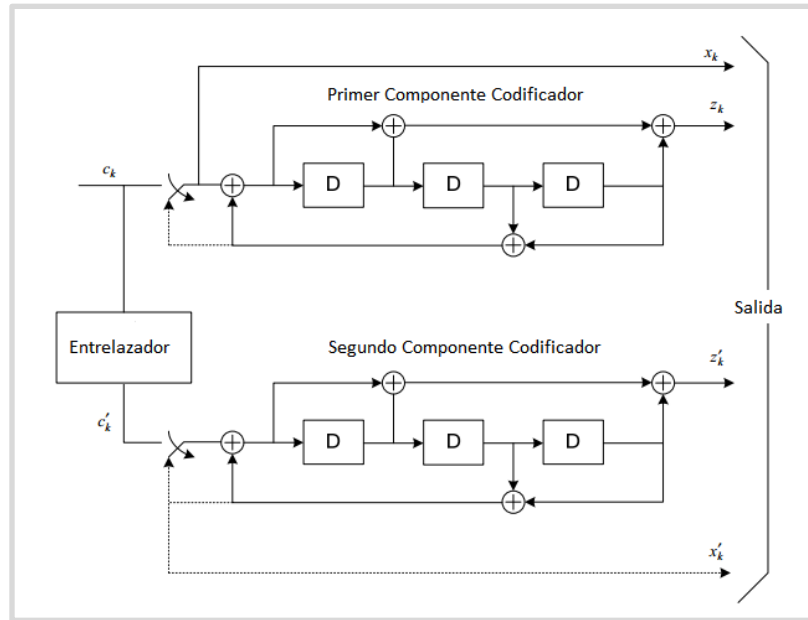 x_k
Primer Componente Codificador
z_k
c_k
D
D
D
Salida
Entrelazador
Segundo Componente Codificador
z'_k
c'_k
D
D
D
x'_k